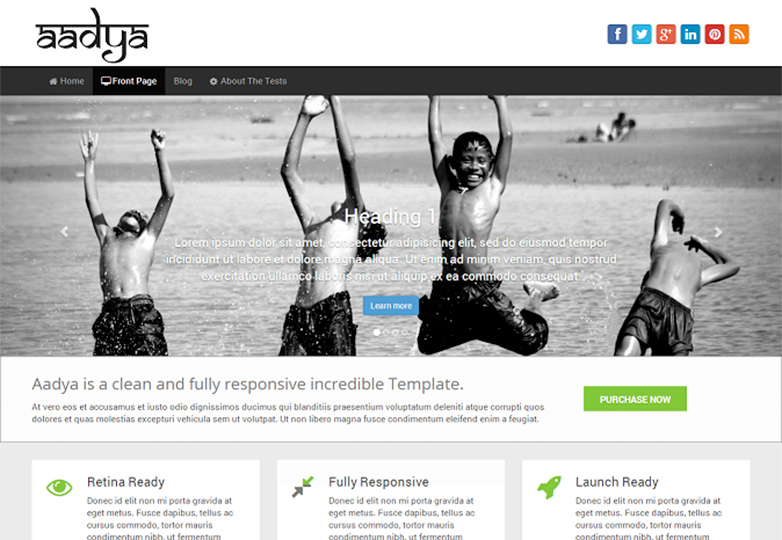 aadya
Home Front Page Blog About The Tests
Heading 1
Lorem ipsum dolor sit amet, consectetur adipisicing elit, sed do eiusmod tempor
incididunt ut labore et dolore magna aliqua. Ut enim ad minim veniam, quis nostrud
exercitation ullamco laboris nisi ut aliquip ex ea commodo consequat.
Learn more
Aadya is a clean and fully responsive incredible Template.
At vero eos et accusamus et iusto odio dignissimos ducimus qui blanditiis praesentium voluptatum deleniti atque corrupti quos
dolores et quas molestias excepturi vehicula sem ut volutpat. Ut non libero magna fusce condimentum eleifend enim a feugiat.
PURCHASE NOW
Retina Ready
Donec id elit non mi porta gravida at
eget metus. Fusce dapibus, tellus ac
cursus commodo, tortor mauris
condimentum nibh, ut fermentum
Fully Responsive
Donec id elit non mi porta gravida at
eget metus. Fusce dapibus, tellus ac
cursus commodo, tortor mauris
condimentum nibh, ut fermentum
Launch Ready
Donec id elit non mi porta gravida at
eget metus. Fusce dapibus, tellus ac
cursus commodo, tortor mauris
condimentum nibh, ut fermentum